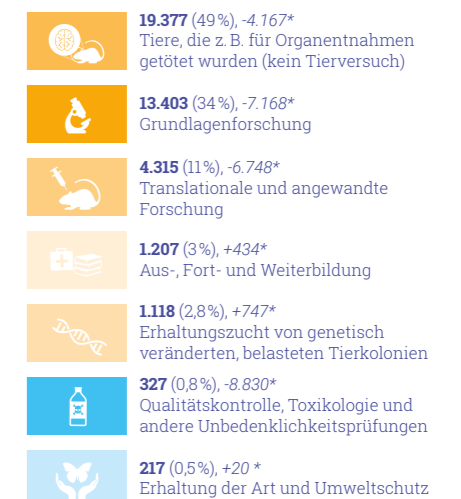 19.377 (49 %), -4.167*
Tiere, die z. B. für Organentnahmen
getötet wurden (kein Tierversuch)
13.403 (34 %), -7.168*
Grundlagenforschung
4.315 (11 %), -6.748*
Translationale und angewandte
Forschung
1.207 (3 %), +434*
Aus-, Fort- und Weiterbildung
1.118 (2,8 %), +747*
Erhaltungszucht von genetisch
veränderten, belasteten Tierkolonien
327 (0,8 %), -8.830*
Qualitätskontrolle, Toxikologie und
andere Unbedenklichkeitsprüfungen
217 (0,5 %), +20 *
Erhaltung der Art und Umweltschutz